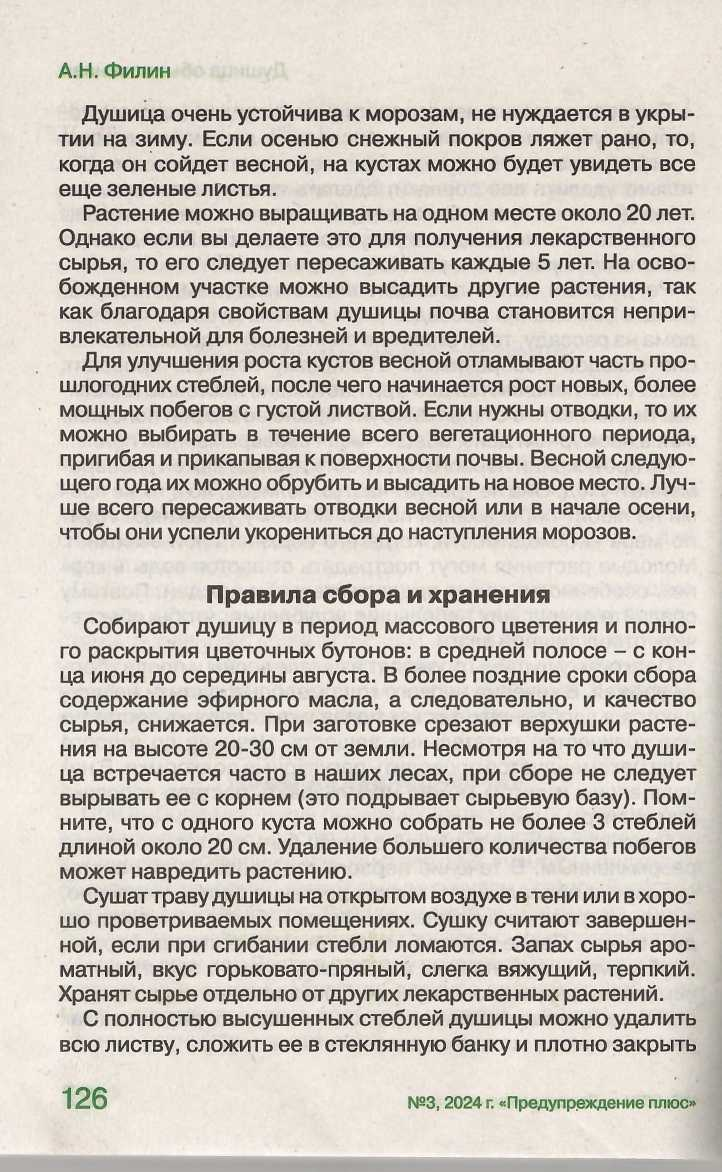 А.Н. Филин
Душица очень устойчива к морозам, не нуждается в укры-
тии на зиму. Если осенью снежный покров ляжет рано, то,
когда он сойдет весной, на кустах можно будет увидеть все
еще зеленые листья.
Растение можно выращивать на одном месте около 20 лет.
Однако если вы делаете это для получения лекарственного
сырья, то его следует пересаживать каждые 5 лет. На осво-
божденном участке можно высадить другие растения, так
как благодаря свойствам душицы почва становится непри-
влекательной для болезней и вредителей.
Для улучшения роста кустов весной отламывают часть про-
шлогодних стеблей, после чего начинается рост новых, более
мощных побегов с густой листвой. Если нужны отводки, то их
можно выбирать в течение всего вегетационного периода,
пригибая и прикапывая к поверхности почвы. Весной следую-
щего года их можно обрубить и высадить на новое место. Луч-
ше всего пересаживать отводки весной или в начале осени,
чтобы они успели укорениться до наступления морозов.
Правила сбора и хранения
Собирают душицу в период массового цветения и полно-
го раскрытия цветочных бутонов: в средней полосе – с кон-
ца июня до середины августа. В более поздние сроки сбора
содержание эфирного масла, а следовательно, и качество
сырья, снижается. При заготовке срезают верхушки расте-
ния на высоте 20-30 см от земли. Несмотря на то что души-
ца встречается часто в наших лесах, при сборе не следует
вырывать ее с корнем (это подрывает сырьевую базу). Пом-
ните, что с одного куста можно собрать не более 3 стеблей
длиной около 20 см. Удаление большего количества побегов
может навредить растению.
Сушат траву душицы на открытом воздухе в тени или в хоро-
шо проветриваемых помещениях. Сушку считают завершен-
ной, если при сгибании стебли ломаются. Запах сырья аро-
матный, вкус горьковато-пряный, слегка вяжущий, терпкий.
Хранят сырье отдельно от других лекарственных растений.
С полностью высушенных стеблей душицы можно удалить
всю листву, сложить ее в стеклянную банку и плотно закрыть
126
№3, 2024 г. «Предупреждение плюс»